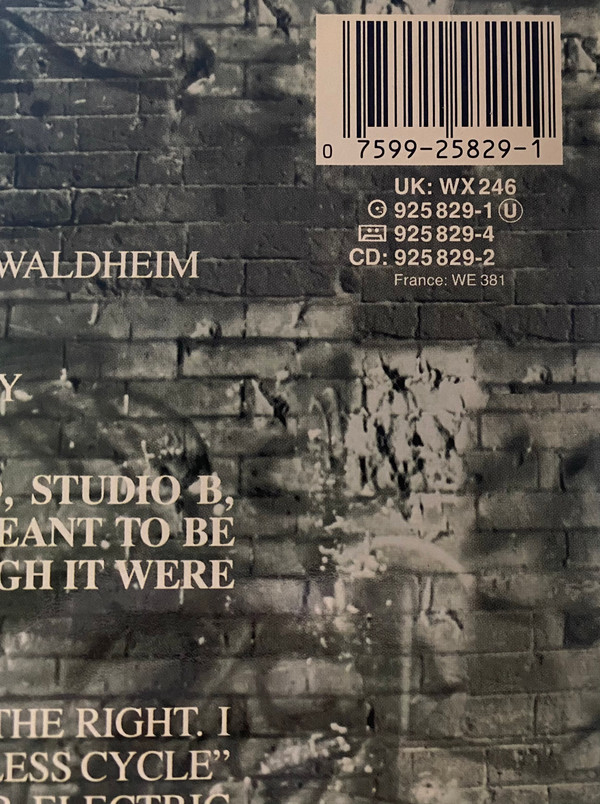 0 7599-25829-1
UK: WX 246
925 829-1 U
925 829-4
CD: 925 829-2
France: WE 381
WALDHEIM
Y
, STUDIO B,
EANT TO BE
GH IT WERE
THE RIGHT. I
LESS CYCLE”
ELECTRIC